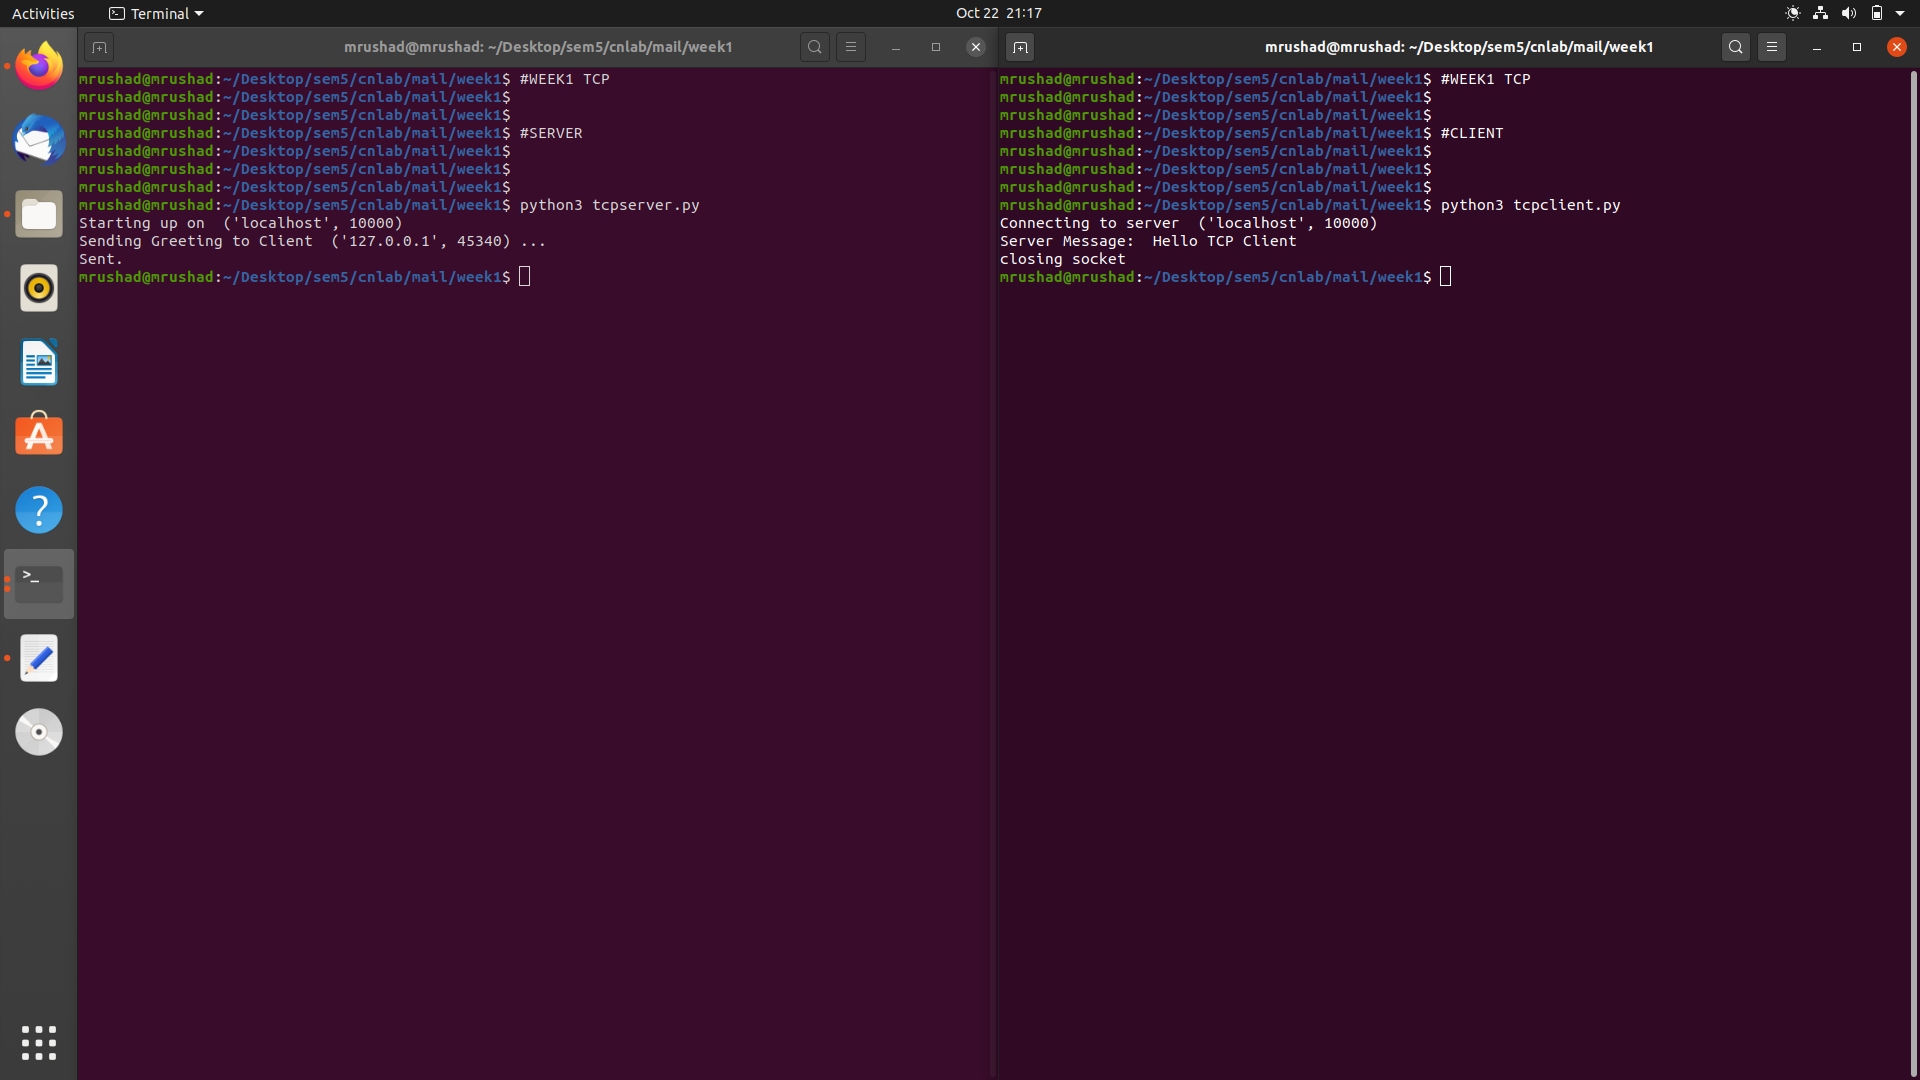 Activities
Terminal
Oct 22 21:17
mrushad@mrushad: ~/Desktop/sem5/cnlab/mail/week1
mrushad@mrushad:~/Desktop/sem5/cnlab/mail/week1$ #WEEK1 TCP
mrushad@mrushad:~/Desktop/sem5/cnlab/mail/week1$
mrushad@mrushad:~/Desktop/sem5/cnlab/mail/week1$
mrushad@mrushad:~/Desktop/sem5/cnlab/mail/week1$ #SERVER
mrushad@mrushad:~/Desktop/sem5/cnlab/mail/week1$
mrushad@mrushad:~/Desktop/sem5/cnlab/mail/week1$
mrushad@mrushad:~/Desktop/sem5/cnlab/mail/week1$
mrushad@mrushad:~/Desktop/sem5/cnlab/mail/week1$ python3 tcpserver.py
Starting up on  ('localhost', 10000)
Sending Greeting to Client  ('127.0.0.1', 45340) ...
Sent.
mrushad@mrushad:~/Desktop/sem5/cnlab/mail/week1$
mrushad@mrushad: ~/Desktop/sem5/cnlab/mail/week1
mrushad@mrushad:~/Desktop/sem5/cnlab/mail/week1$ #WEEK1 TCP
mrushad@mrushad:~/Desktop/sem5/cnlab/mail/week1$
mrushad@mrushad:~/Desktop/sem5/cnlab/mail/week1$
mrushad@mrushad:~/Desktop/sem5/cnlab/mail/week1$ #CLIENT
mrushad@mrushad:~/Desktop/sem5/cnlab/mail/week1$
mrushad@mrushad:~/Desktop/sem5/cnlab/mail/week1$
mrushad@mrushad:~/Desktop/sem5/cnlab/mail/week1$
mrushad@mrushad:~/Desktop/sem5/cnlab/mail/week1$ python3 tcpclient.py
Connecting to server  ('localhost', 10000)
Server Message:  Hello TCP Client
closing socket
mrushad@mrushad:~/Desktop/sem5/cnlab/mail/week1$